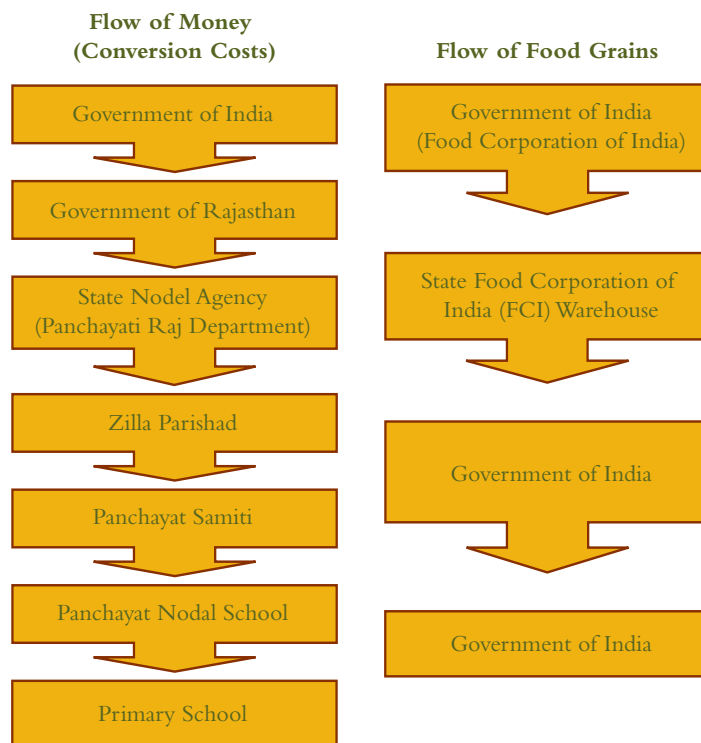 Flow of Money
(Conversion Costs)
Government of India
Government of Rajasthan
State Nodel Agency
(Panchayati Raj Department)
Zilla Parishad
Panchayat Samiti
Panchayat Nodal School
Primary School
Flow of Food Grains
Government of India
(Food Corporation of India)
State Food Corporation of
India (FCI) Warehouse
Government of India
Government of India